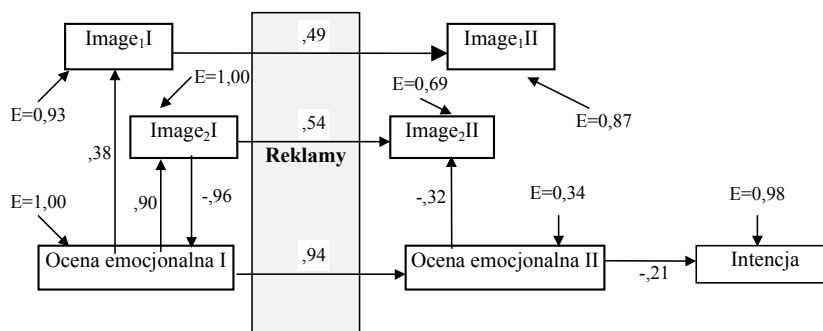 Image₁I
,49
Image₁II
E=0,93
E=1,00
E=0,69
E=0,87
Image₂I
,54
Image₂II
Reklamy
,38
E=1,00
,90
-,96
-,32
E=0,34
E=0,98
Ocena emocjonalna I
,94
Ocena emocjonalna II
-,21
Intencja